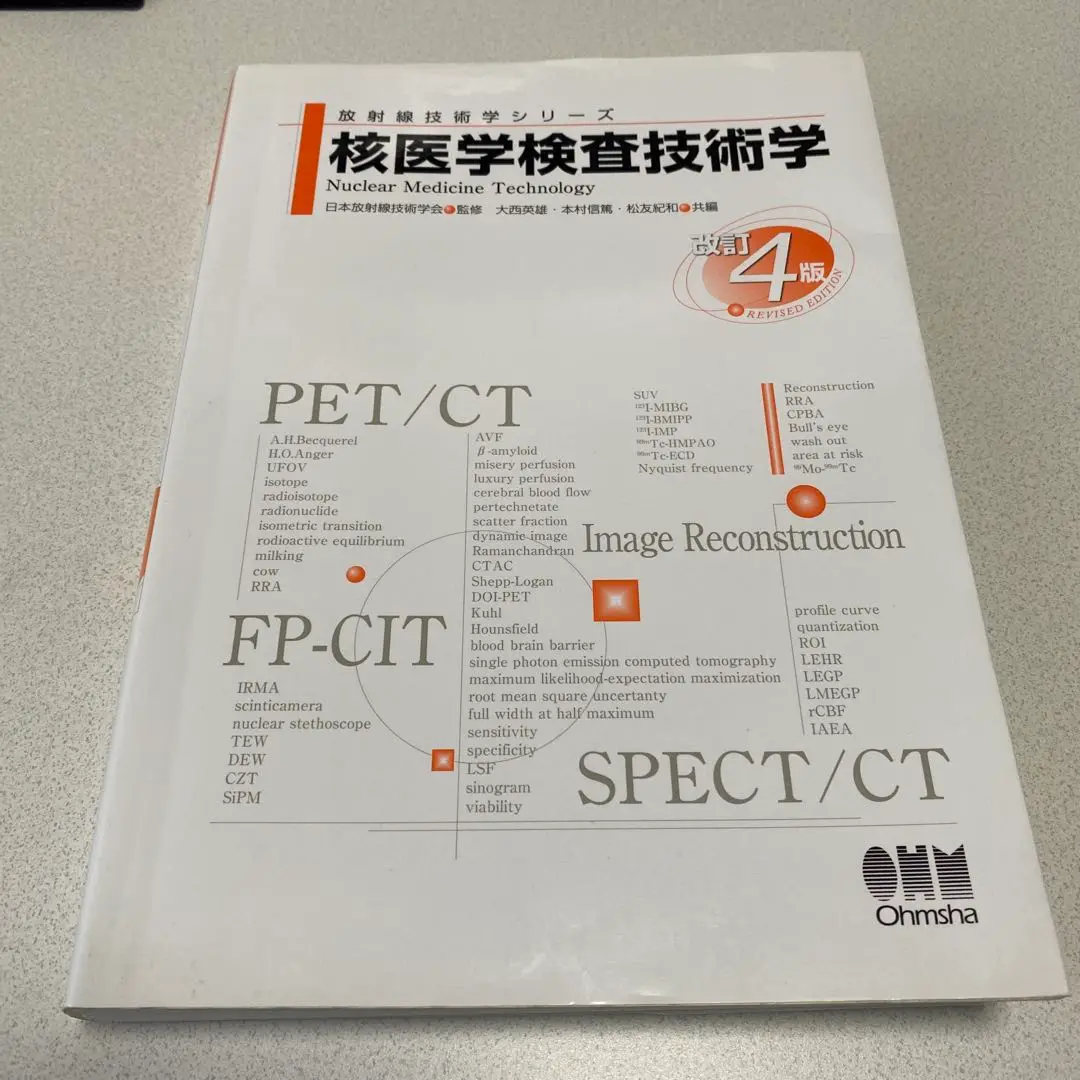 放射線技術学シリーズ
核医学検査技術学
Nuclear Medicine Technology
日本放射線技術学会●監修 大西英雄・本村信篤・松友紀和●共編
改訂4版
REVISED EDITION
PET/CT
A.H.Becquerel
H.O.Anger
UFOV
isotope
radioisotope
radionuclide
isometric transition
rodioactive equilibrium
milking
cow
RRA
AVF
β-amyloid
misery perfusion
luxury perfusion
cerebral blood flow
pertechnetate
scatter fraction
dynamic image
Ramanchandran
CTAC
Shepp-Logan
DOI-PET
Kuhl
Hounsfield
blood brain barrier
single photon emission computed tomography
maximum likelihood-expectation maximization
root mean square uncertanty
full width at half maximum
sensitivity
specificity
LSF
sinogram
viability
SUV
¹²³I-MIBG
¹²³I-BMIPP
¹²³I-IMP
⁹⁹ᵐTc-HMPAO
⁹⁹ᵐTc-ECD
Nyquist frequency
Reconstruction
RRA
CPBA
Bull's eye
wash out
area at risk
⁹⁹Mo-⁹⁹ᵐTc
Image Reconstruction
FP-CIT
IRMA
scinticamera
nuclear stethoscope
TEW
DEW
CZT
SiPM
profile curve
quantization
ROI
LEHR
LEGP
LMEGP
rCBF
IAEA
SPECT/CT
OHM
Ohmsha